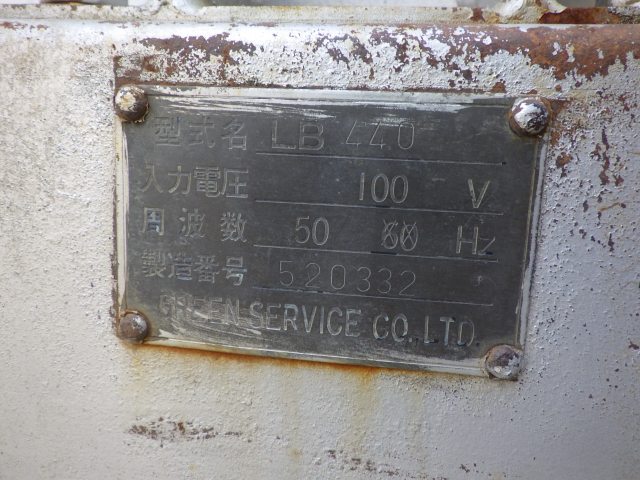 型式名 LB 440
入力電圧 100 V
周波数 50 60 Hz
製造番号 520332
GREEN SERVICE CO. LTD.